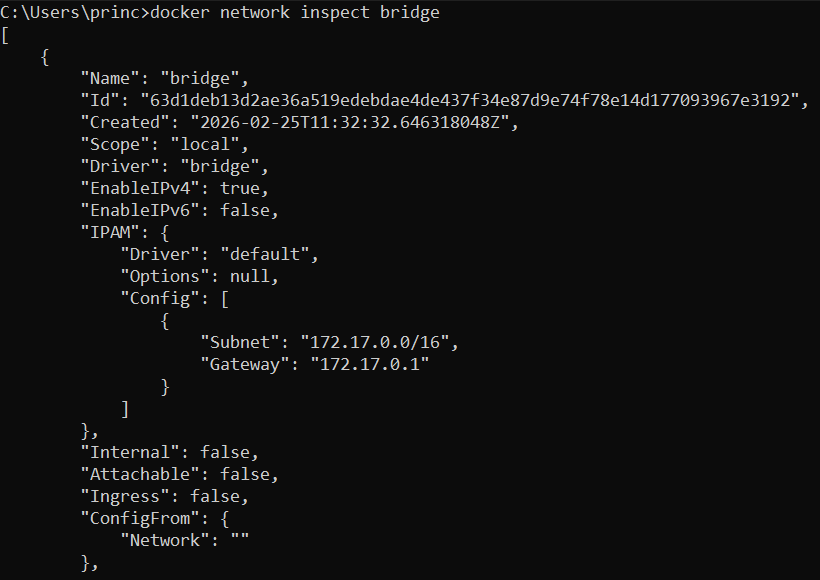 C:\Users\princ>docker network inspect bridge
[
    {
        "Name": "bridge",
        "Id": "63d1deb13d2ae36a519edebdae4de437f34e87d9e74f78e14d177093967e3192",
        "Created": "2026-02-25T11:32:32.646318048Z",
        "Scope": "local",
        "Driver": "bridge",
        "EnableIPv4": true,
        "EnableIPv6": false,
        "IPAM": {
            "Driver": "default",
            "Options": null,
            "Config": [
                {
                    "Subnet": "172.17.0.0/16",
                    "Gateway": "172.17.0.1"
                }
            ]
        },
        "Internal": false,
        "Attachable": false,
        "Ingress": false,
        "ConfigFrom": {
            "Network": ""
        },